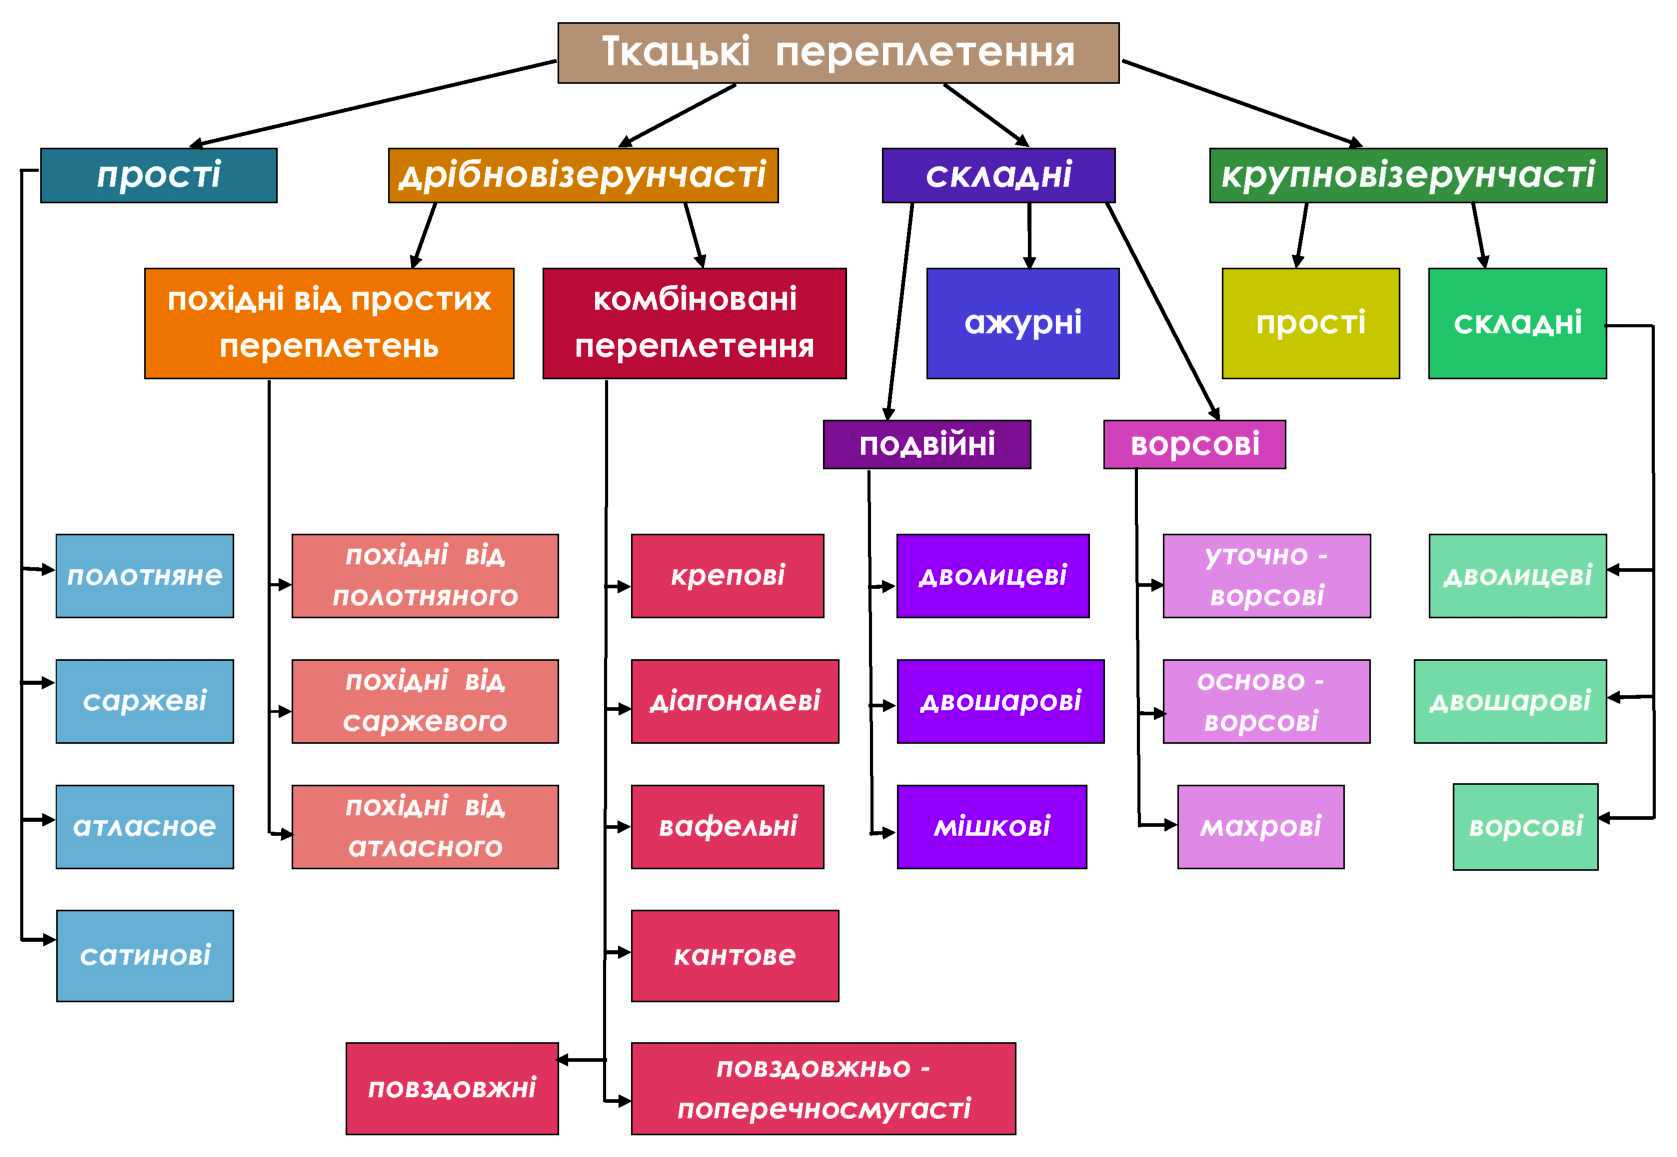 Ткацькі переплетення
прості
дрібновізерунчасті
складні
крупновізерунчасті
похідні від простих
переплетень
комбіновані
переплетення
ажурні
прості
складні
подвійні
ворсові
полотняне
похідні від
полотняного
крепові
дволицеві
уточно -
ворсові
дволицеві
саржеві
похідні від
саржевого
діагоналеві
двошарові
осново -
ворсові
двошарові
атласное
похідні від
атласного
вафельні
мішкові
махрові
ворсові
сатинові
кантове
повздовжні
повздовжньо -
поперечносмугасті